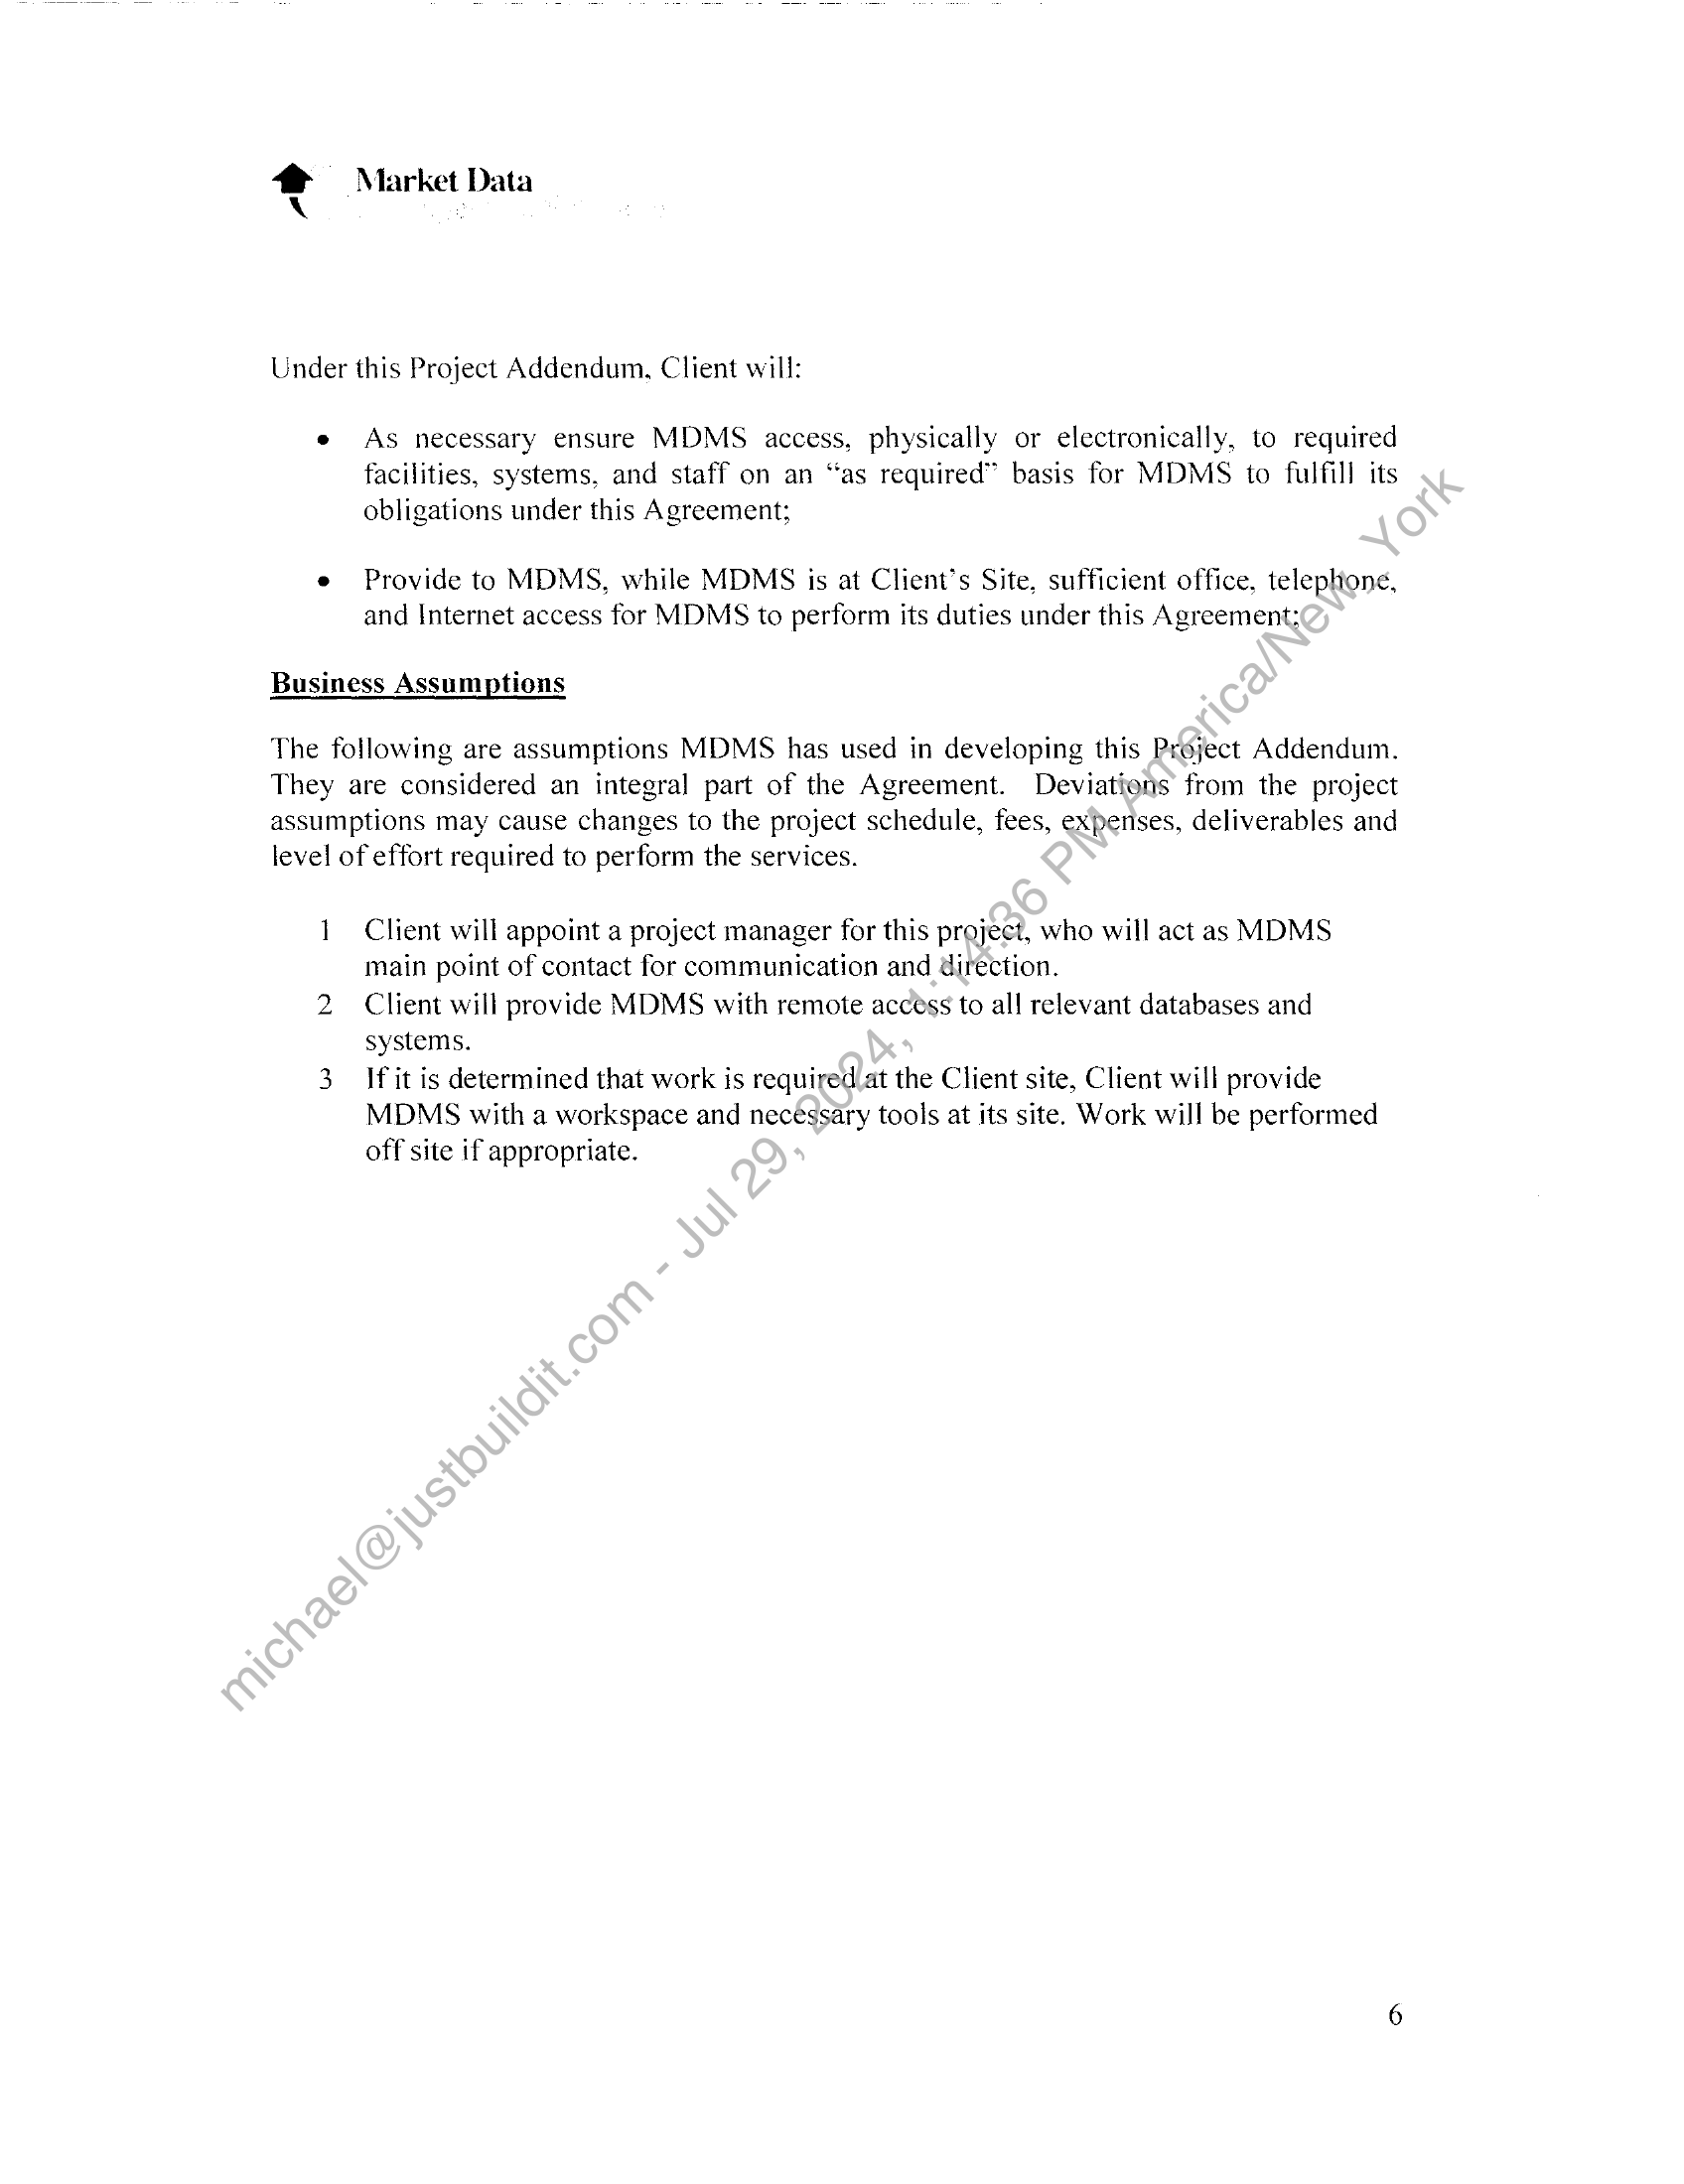 Market Data
Under this Project Addendum, Client will:
• As necessary ensure MDMS access, physically or electronically, to required
facilities, systems, and staff on an “as required” basis for MDMS to fulfill its
obligations under this Agreement;
• Provide to MDMS, while MDMS is at Client’s Site, sufficient office, telephone,
and Internet access for MDMS to perform its duties under this Agreement;
Business Assumptions
The following are assumptions MDMS has used in developing this Project Addendum.
They are considered an integral part of the Agreement. Deviations from the project
assumptions may cause changes to the project schedule, fees, expenses, deliverables and
level of effort required to perform the services.
1 Client will appoint a project manager for this project, who will act as MDMS
main point of contact for communication and direction.
2 Client will provide MDMS with remote access to all relevant databases and
systems.
3 If it is determined that work is required at the Client site, Client will provide
MDMS with a workspace and necessary tools at its site. Work will be performed
off site if appropriate.
michael@justbuildit.com - Jul 29, 2024, 1:14:36 PM America/New_York
6